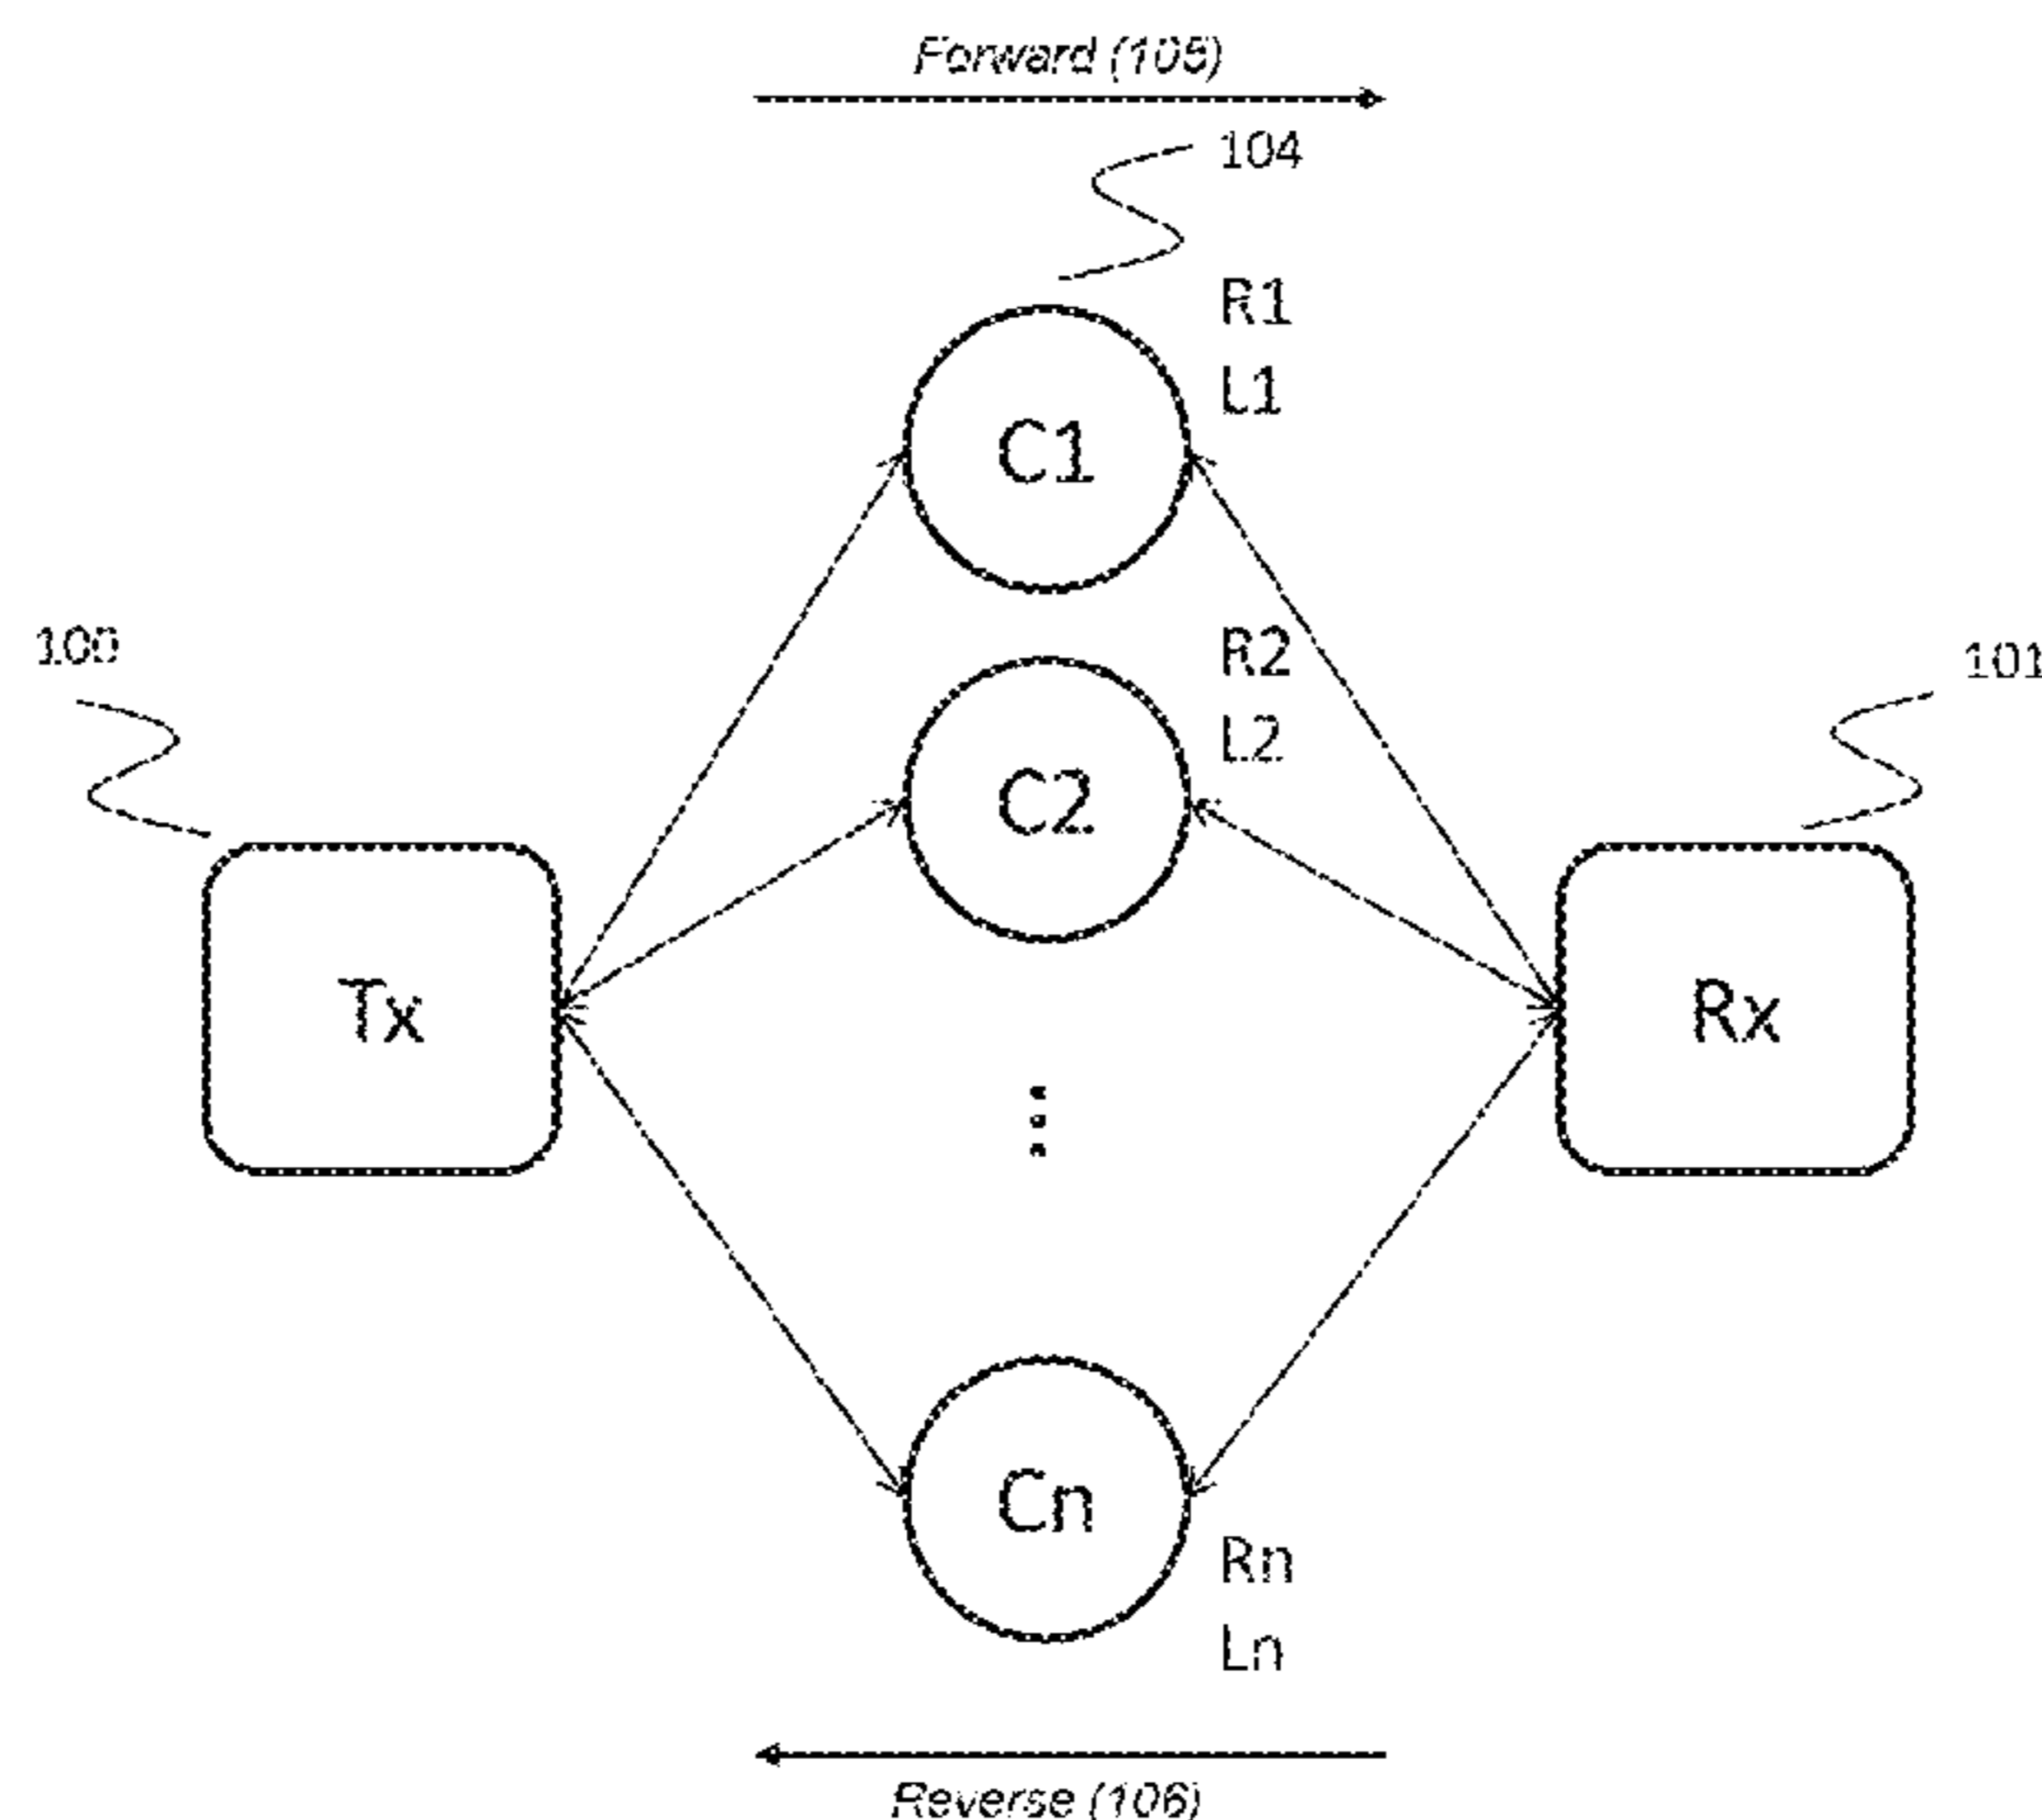 Forward (105)
104
R1
L1
C1
100
R2
101
L2
C2
Tx
Rx
Cn
Rn
Ln
Reverse (106)